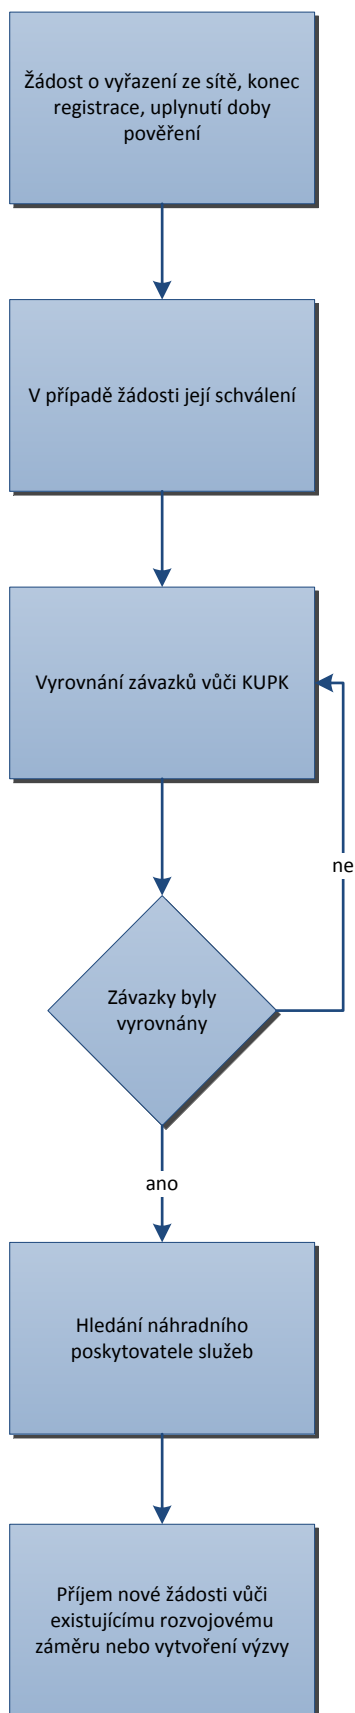 Žádost o vyřazení ze sítě, konec
registrace, uplynutí doby
pověření
V případě žádosti její schválení
Vyrovnání závazků vůči KUPK
ne
Závazky byly
vyrovnány
ano
Hledání náhradního
poskytovatele služeb
Příjem nové žádosti vůči
existujícímu rozvojovému
záměru nebo vytvoření výzvy